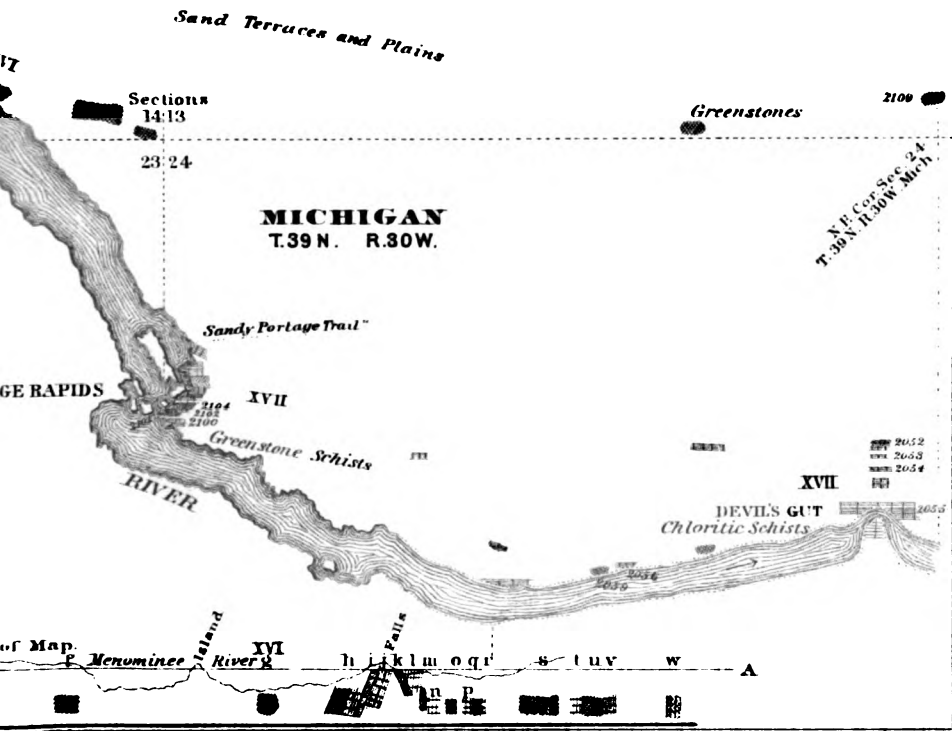 Sand Terraces and Plains
VI
Sections
14:13
23:24
Greenstones
2100
N E Cor. Sec. 24
T. 39 N. R. 30 W. Mich
MICHIGAN
T. 39 N. R. 30 W.
Sandy Portage Trail"
GE RAPIDS
XVII
2104
2102
2100
Greenstone Schists
RIVER
2052
2053
2054
XVII
DEVIL'S GUT
2055
Chloritic Schists
2056
2059
of Map.
f Menominee Island River g XVI h i j k Falls l m o q r s t u v w A
n p